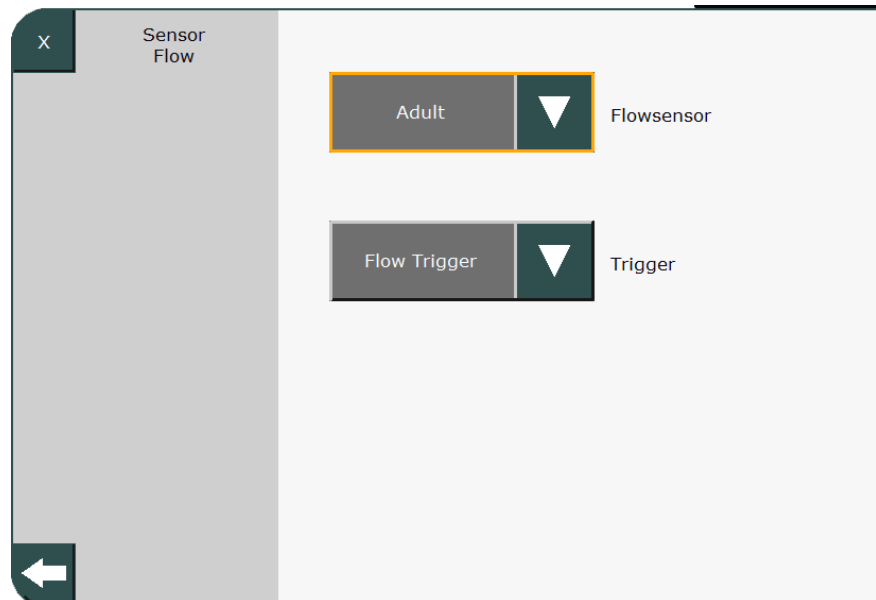 X
Sensor
Flow
Adult
Flowsensor
Flow Trigger
Trigger